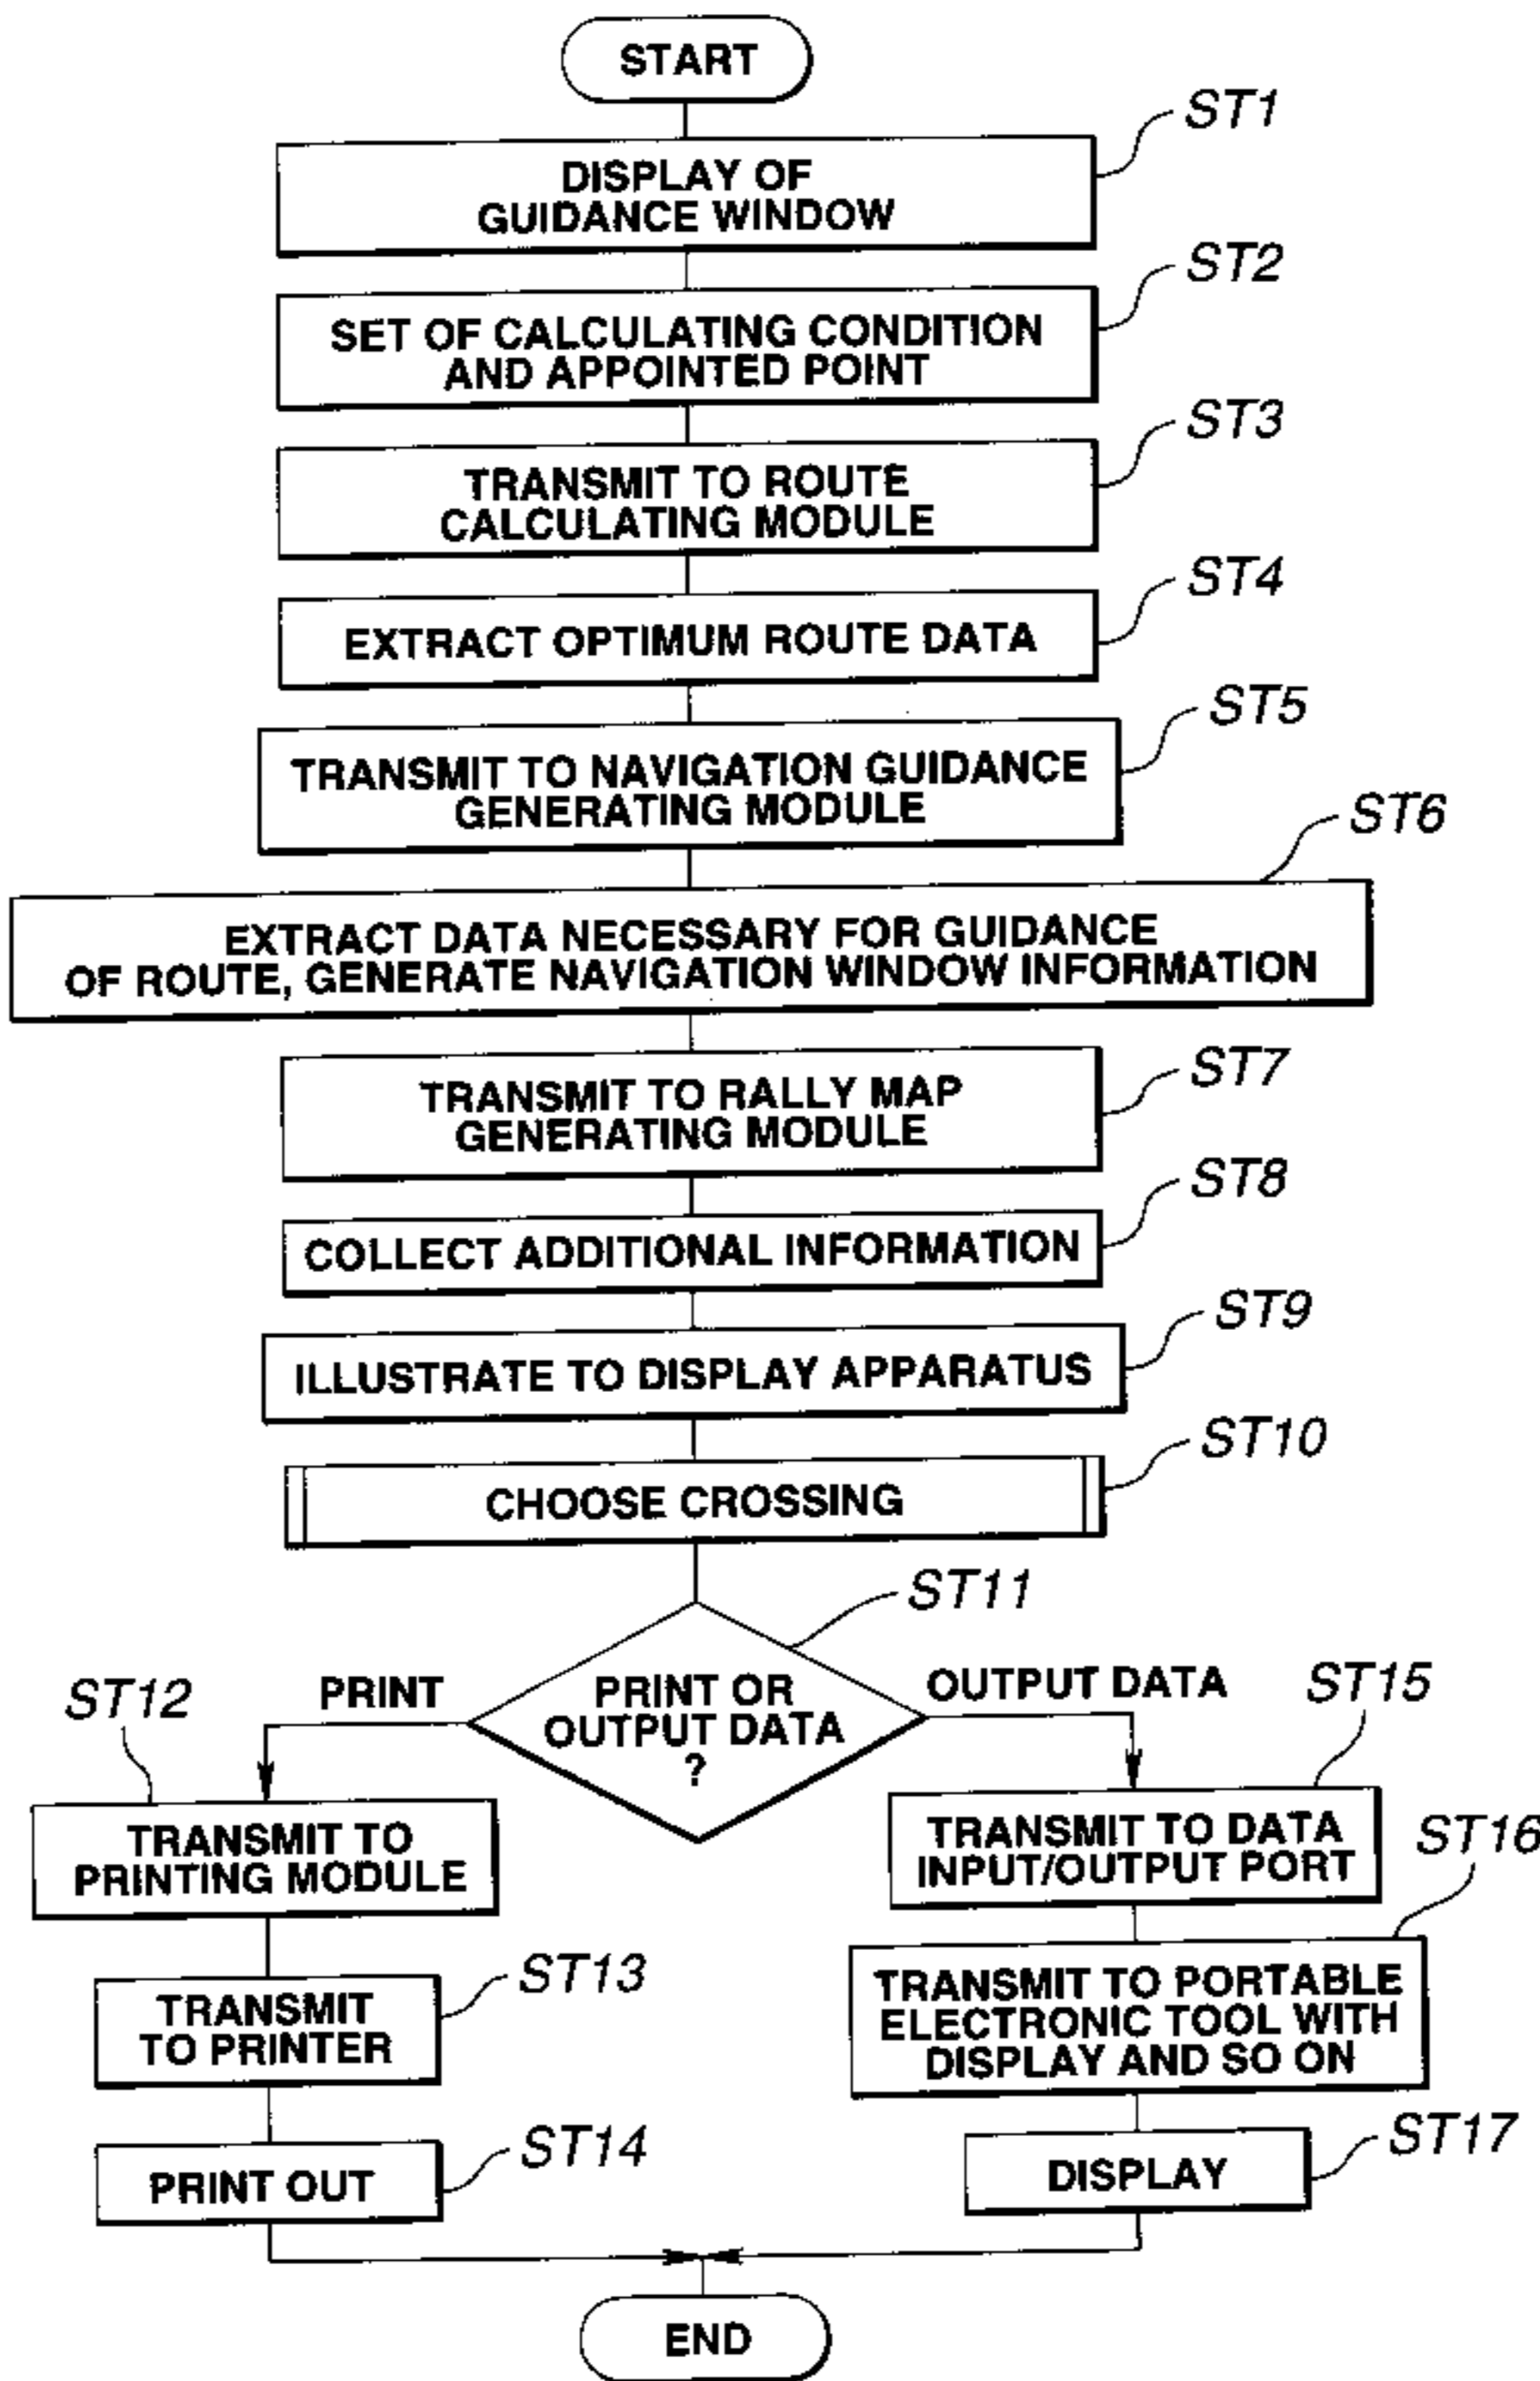 START
ST1
DISPLAY OF
GUIDANCE WINDOW
ST2
SET OF CALCULATING CONDITION
AND APPOINTED POINT
ST3
TRANSMIT TO ROUTE
CALCULATING MODULE
ST4
EXTRACT OPTIMUM ROUTE DATA
ST5
TRANSMIT TO NAVIGATION GUIDANCE
GENERATING MODULE
ST6
EXTRACT DATA NECESSARY FOR GUIDANCE
OF ROUTE, GENERATE NAVIGATION WINDOW INFORMATION
ST7
TRANSMIT TO RALLY MAP
GENERATING MODULE
ST8
COLLECT ADDITIONAL INFORMATION
ST9
ILLUSTRATE TO DISPLAY APPARATUS
ST10
CHOOSE CROSSING
ST11
PRINT OR
OUTPUT DATA
?
PRINT
ST12
TRANSMIT TO
PRINTING MODULE
ST13
TRANSMIT
TO PRINTER
ST14
PRINT OUT
OUTPUT DATA
ST15
TRANSMIT TO DATA
INPUT/OUTPUT PORT
ST16
TRANSMIT TO PORTABLE
ELECTRONIC TOOL WITH
DISPLAY AND SO ON
ST17
DISPLAY
END